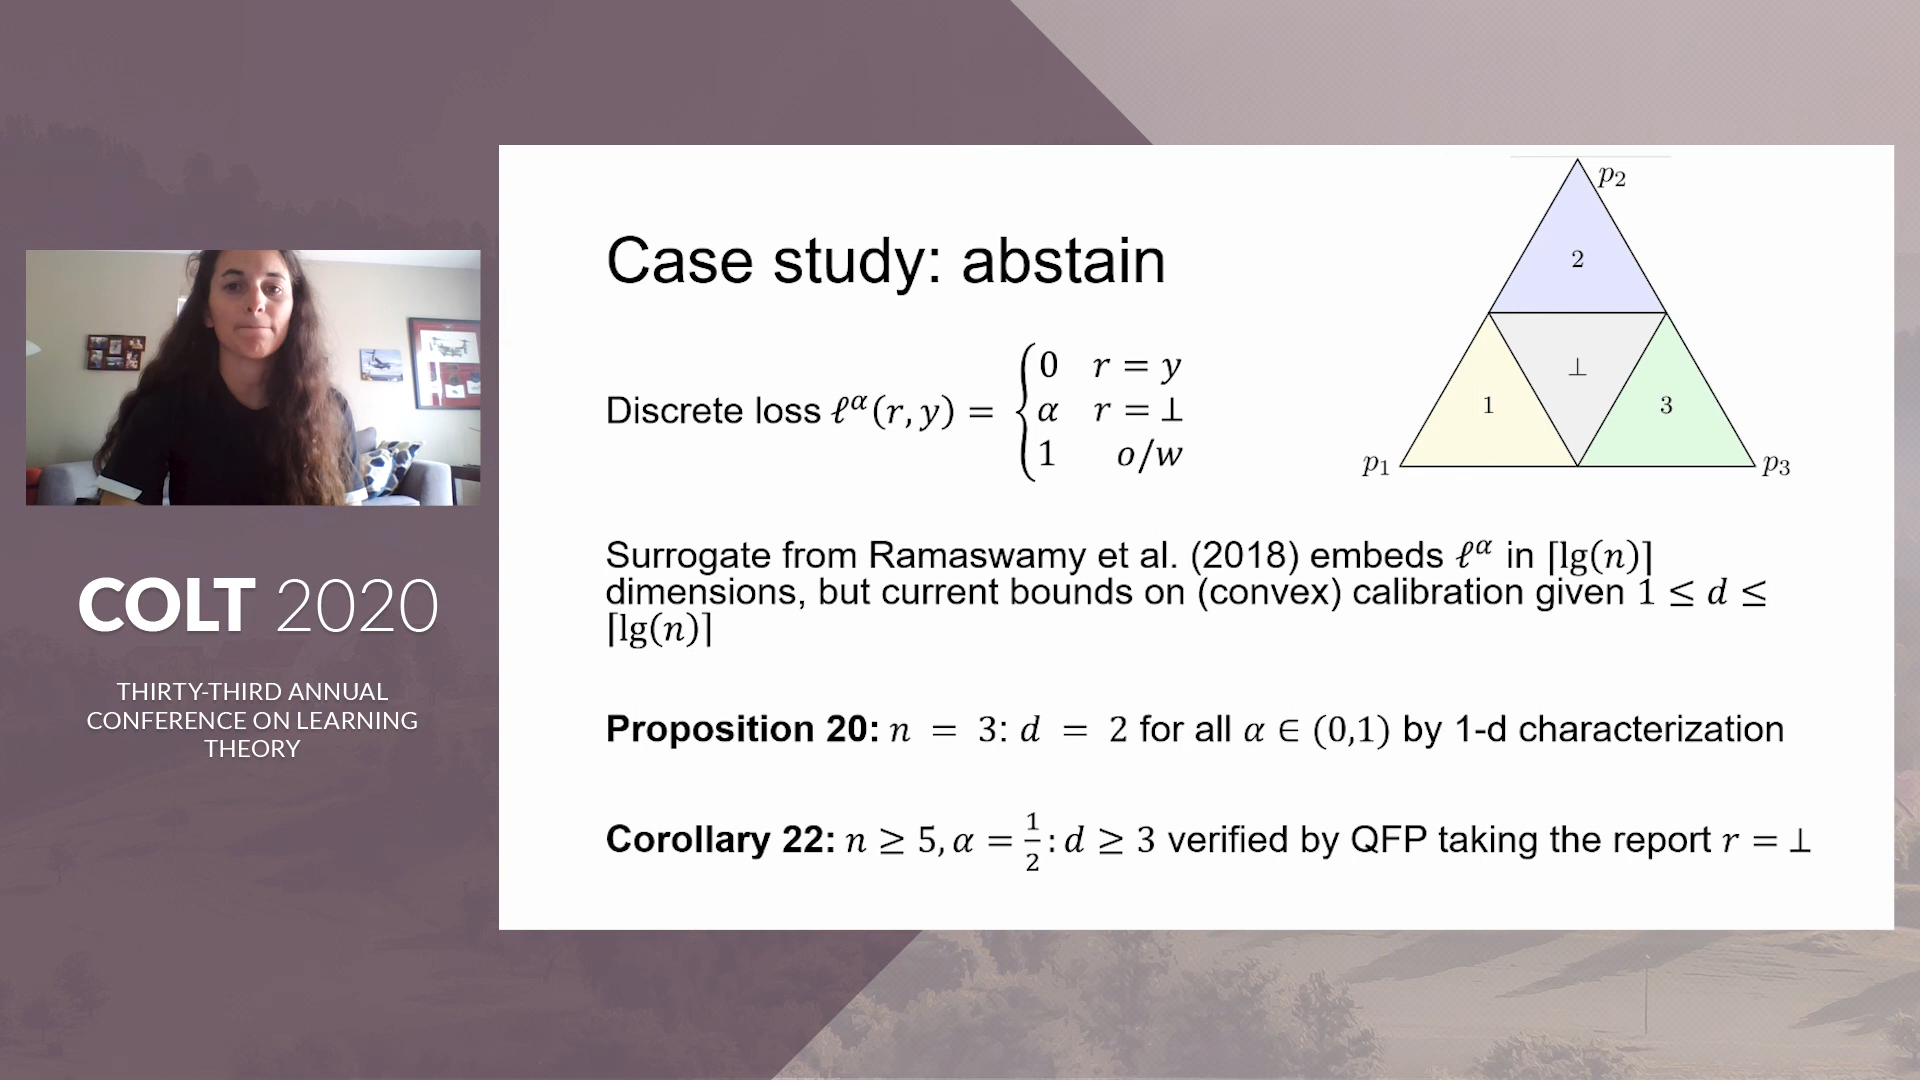 COLT 2020
THIRTY-THIRD ANNUAL
CONFERENCE ON LEARNING
THEORY
Case study: abstain
Discrete loss ℓ^α(r, y) = { 0 r = y
α r = ⊥
1 o/w
p₂
2
⊥
1
3
p₁
p₃
Surrogate from Ramaswamy et al. (2018) embeds ℓ^α in ⌈lg(n)⌉
dimensions, but current bounds on (convex) calibration given 1 ≤ d ≤
⌈lg(n)⌉
Proposition 20: n = 3: d = 2 for all α ∈ (0,1) by 1-d characterization
Corollary 22: n ≥ 5, α = 1/2: d ≥ 3 verified by QFP taking the report r = ⊥